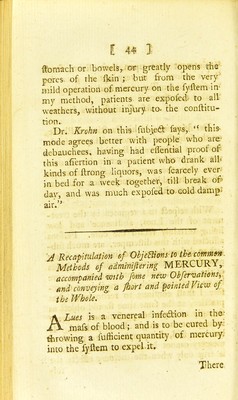 [ 44 ]
ſtomach or bowels, or greatly opens the
pores of the ſkin; but from the very
mild operation of mercury on the ſyſtem in
my method, patients are expoſed to all
weathers, without injury to the conſtitu-
tion.
Dr. Krohn on this ſubject ſays, “ this
mode agrees better with people who are
debauchees, having had eſſential proof of
this aſſertion in a patient who drank all
kinds of ſtrong liquors, was ſcarcely ever
in bed for a week together, till break of
day, and was much expoſed to cold damp
air.”
A Recapitulation of Objections to the common
Methods of adminiſtering MERCURY,
accompanied with ſome new Obſervations,
and conveying a ſhort and pointed View of
the Whole.
A Lues is a venereal infection in the
maſs of blood; and is to be cured by
throwing a ſufficient quantity of mercury
into the ſyſtem to expel it.
There